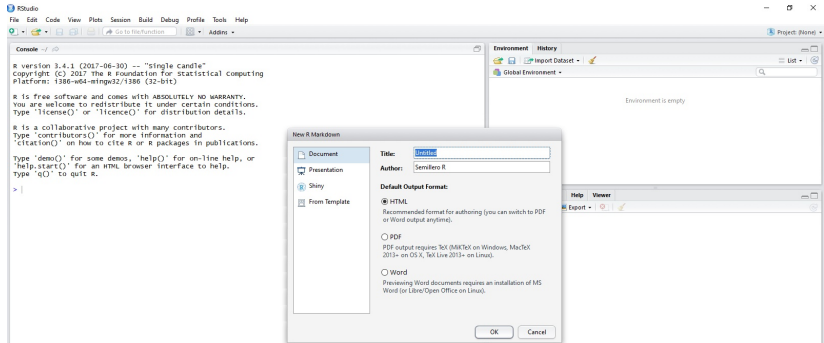 RStudio
File Edit Code View Plots Session Build Debug Profile Tools Help
Go to file/function
Addins
Project: (None)
Console ~/
R version 3.4.1 (2017-06-30) -- "Single Candle"
Copyright (C) 2017 The R Foundation for Statistical Computing
Platform: i386-w64-mingw32/i386 (32-bit)
R is free software and comes with ABSOLUTELY NO WARRANTY.
You are welcome to redistribute it under certain conditions.
Type 'license()' or 'licence()' for distribution details.
R is a collaborative project with many contributors.
Type 'contributors()' for more information and
'citation()' on how to cite R or R packages in publications.
Type 'demo()' for some demos, 'help()' for on-line help, or
'help.start()' for an HTML browser interface to help.
Type 'q()' to quit R.
>
Environment History
Import Dataset
List
Global Environment
Environment is empty
Help Viewer
Export
New R Markdown
Document
Presentation
Shiny
From Template
Title: Untitled
Author: Semillero R
Default Output Format:
HTML
Recommended format for authoring (you can switch to PDF
or Word output anytime).
PDF
PDF output requires TeX (MiKTeX on Windows, MacTeX
2013+ on OS X, TeX Live 2013+ on Linux).
Word
Previewing Word documents requires an installation of MS
Word (or Libre/Open Office on Linux).
OK Cancel